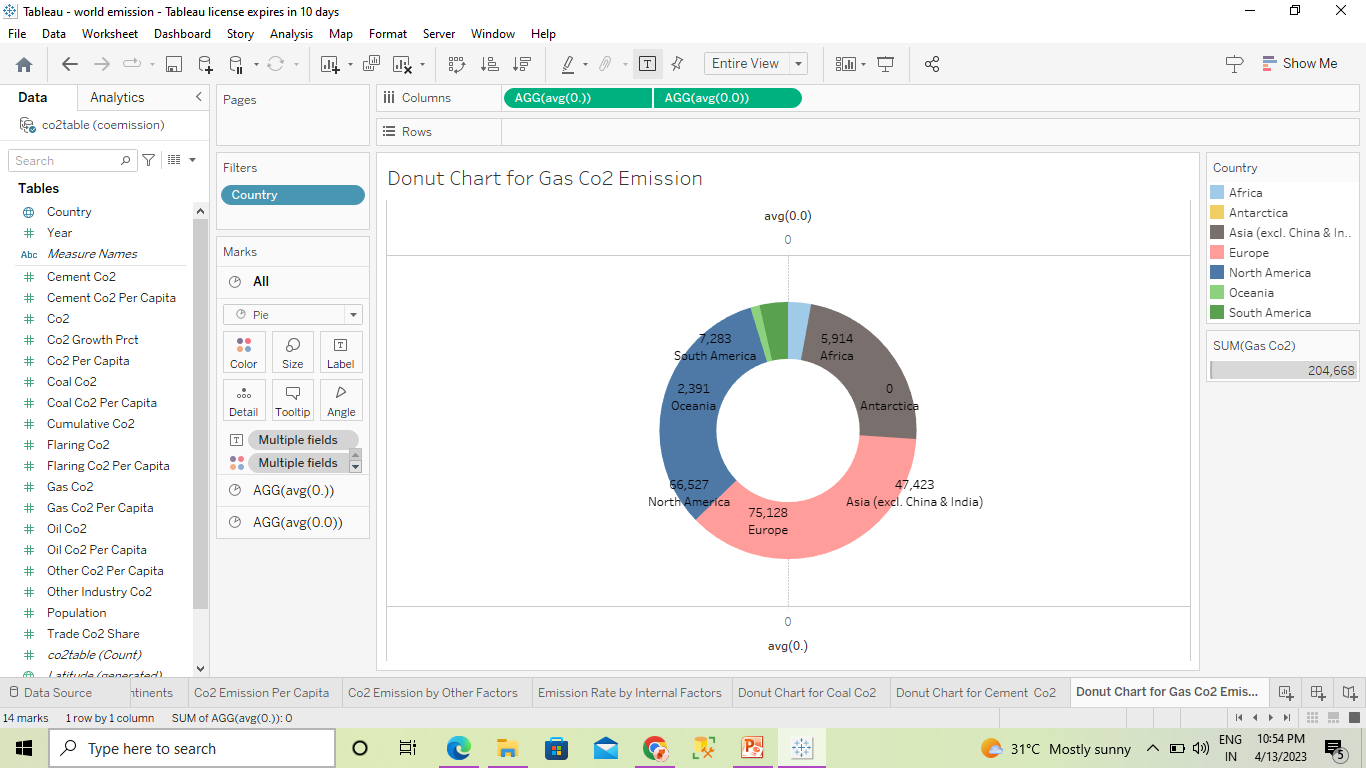 Tableau - world emission - Tableau license expires in 10 days
File Data Worksheet Dashboard Story Analysis Map Format Server Window Help
Entire View
Show Me
Data Analytics
co2table (coemission)
Search
Tables
Country
Year
Abc Measure Names
Cement Co2
Cement Co2 Per Capita
Co2
Co2 Growth Prct
Co2 Per Capita
Coal Co2
Coal Co2 Per Capita
Cumulative Co2
Flaring Co2
Flaring Co2 Per Capita
Gas Co2
Gas Co2 Per Capita
Oil Co2
Oil Co2 Per Capita
Other Co2 Per Capita
Other Industry Co2
Population
Trade Co2 Share
co2table (Count)
Latitude (generated)
Pages
Filters
Country
Marks
All
Pie
Color Size Label
Detail Tooltip Angle
Multiple fields
Multiple fields
AGG(avg(0.))
AGG(avg(0.0))
Columns AGG(avg(0.)) AGG(avg(0.0))
Rows
Donut Chart for Gas Co2 Emission
avg(0.0)
0
7,283
South America
5,914
Africa
2,391
Oceania
0
Antarctica
66,527
North America
47,423
Asia (excl. China & India)
75,128
Europe
0
avg(0.)
Country
Africa
Antarctica
Asia (excl. China & In..
Europe
North America
Oceania
South America
SUM(Gas Co2)
204,668
Data Source ntinents Co2 Emission Per Capita Co2 Emission by Other Factors Emission Rate by Internal Factors Donut Chart for Coal Co2 Donut Chart for Cement Co2 Donut Chart for Gas Co2 Emis...
14 marks 1 row by 1 column SUM of AGG(avg(0.)): 0
Type here to search
31°C Mostly sunny
ENG
IN
10:54 PM
4/13/2023
5